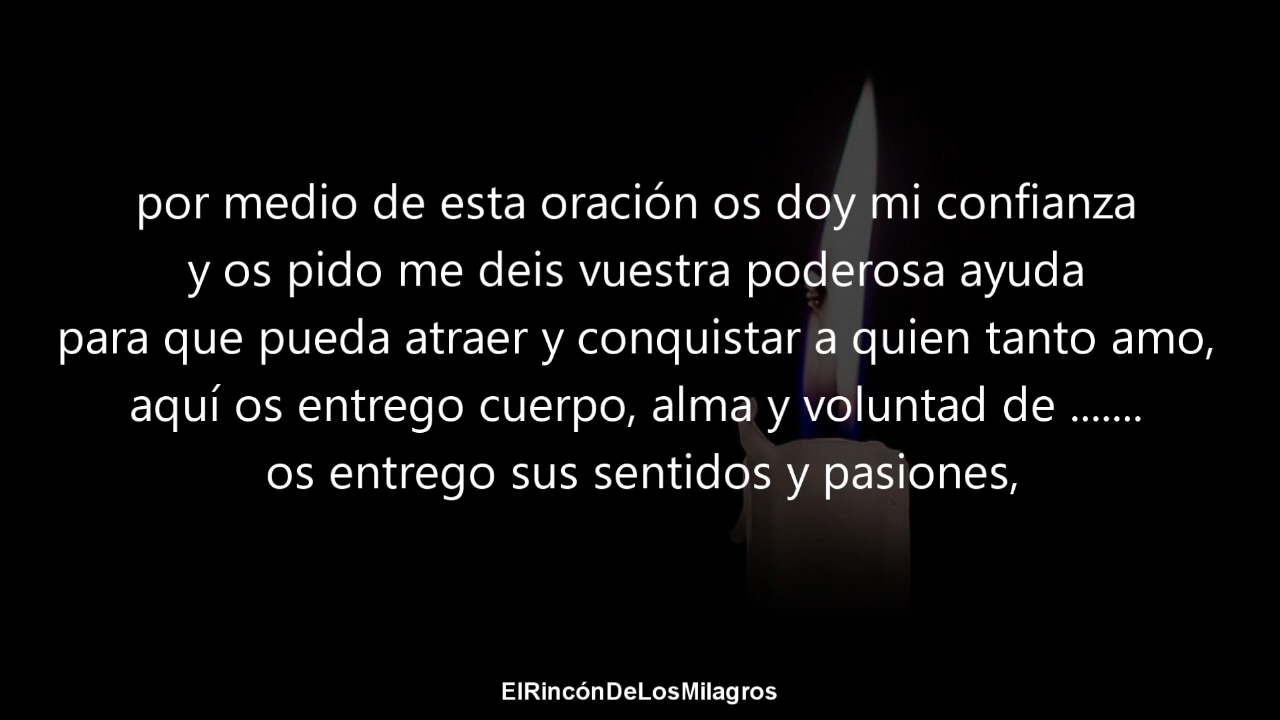 por medio de esta oración os doy mi confianza
y os pido me deis vuestra poderosa ayuda
para que pueda atraer y conquistar a quien tanto amo,
aquí os entrego cuerpo, alma y voluntad de .......
os entrego sus sentidos y pasiones,
ElRincónDeLosMilagros